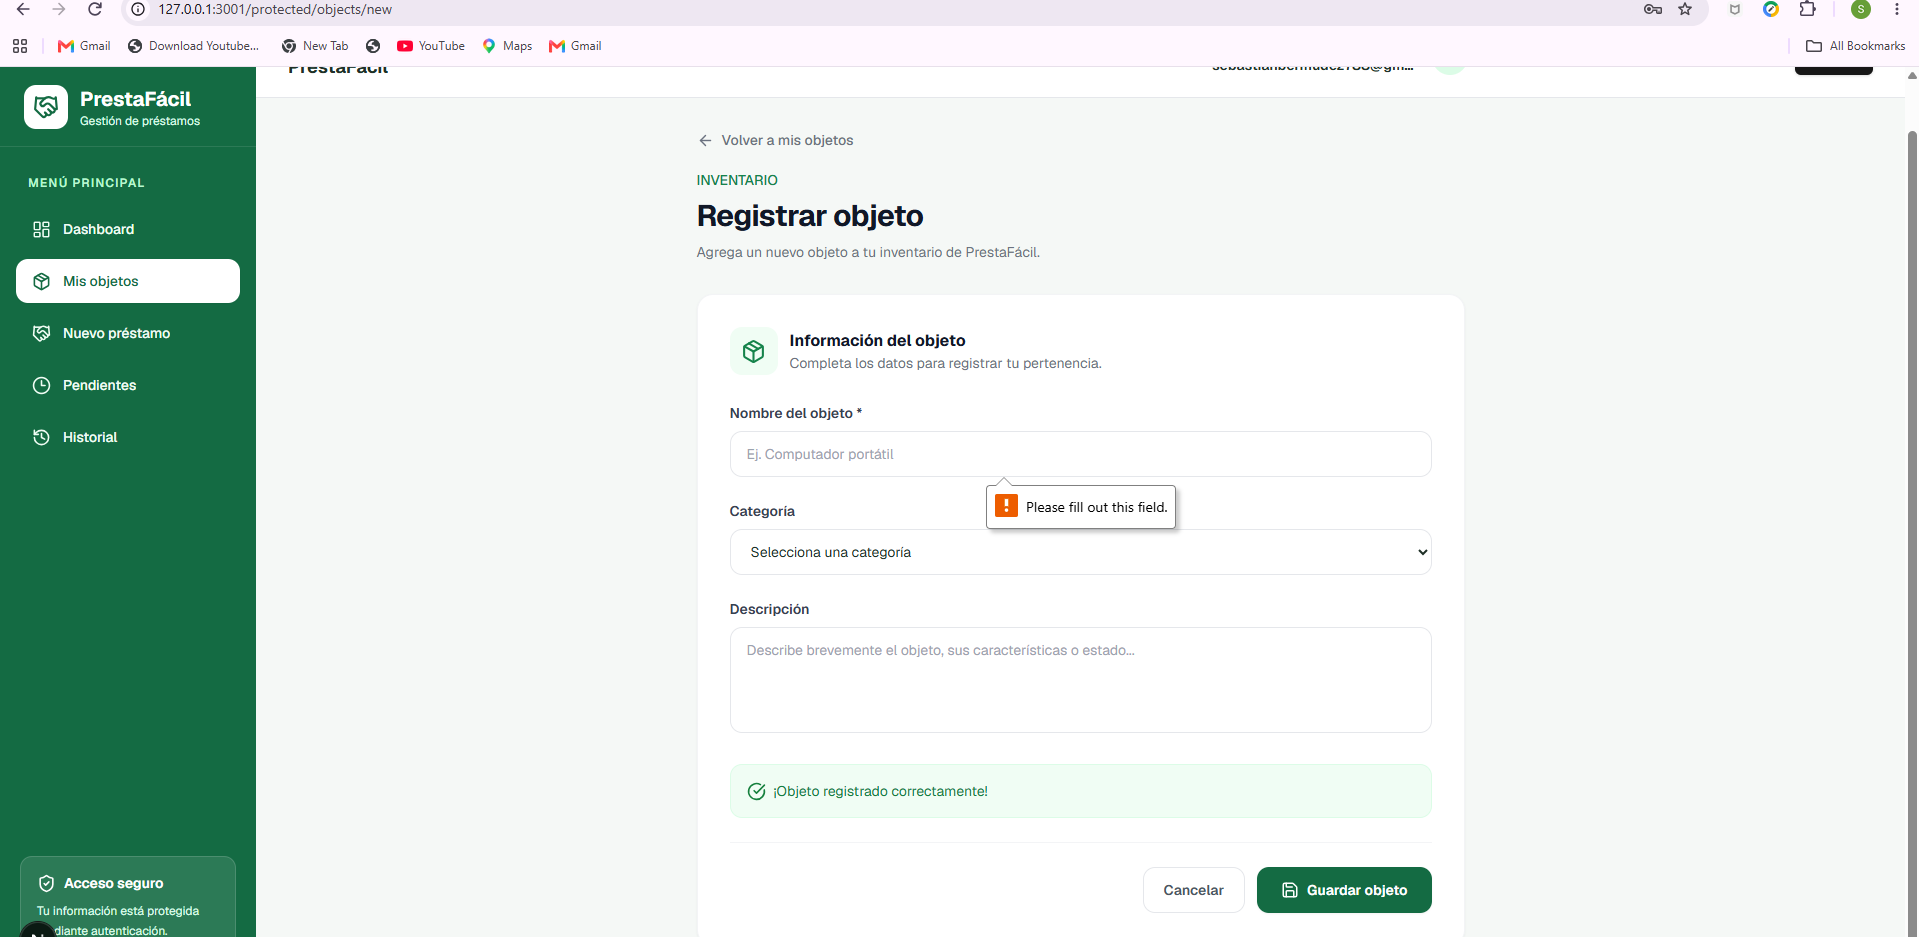 127.0.0.1:3001/protected/objects/new
S
Gmail
Download Youtube...
New Tab
YouTube
Maps
Gmail
All Bookmarks
PrestaFácil
PrestaFácil
Gestión de préstamos
MENÚ PRINCIPAL
Dashboard
Mis objetos
Nuevo préstamo
Pendientes
Historial
Acceso seguro
Tu información está protegida
diante autenticación.
Volver a mis objetos
INVENTARIO
Registrar objeto
Agrega un nuevo objeto a tu inventario de PrestaFácil.
Información del objeto
Completa los datos para registrar tu pertenencia.
Nombre del objeto *
Ej. Computador portátil
Please fill out this field.
Categoría
Selecciona una categoría
Descripción
Describe brevemente el objeto, sus características o estado...
¡Objeto registrado correctamente!
Cancelar
Guardar objeto